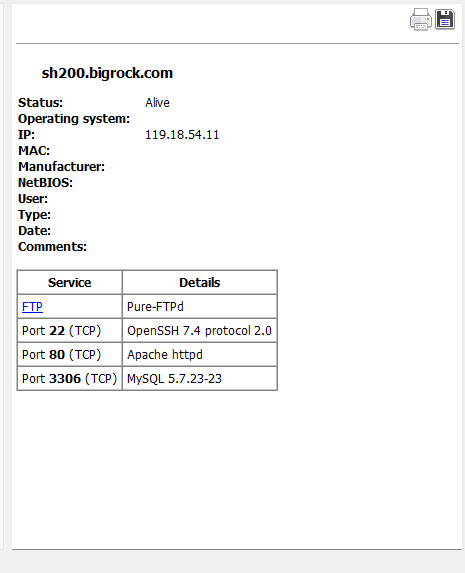 sh200.bigrock.com
Status: Alive
Operating system:
IP: 119.18.54.11
MAC:
Manufacturer:
NetBIOS:
User:
Type:
Date:
Comments:
Service Details
FTP Pure-FTPd
Port 22 (TCP) OpenSSH 7.4 protocol 2.0
Port 80 (TCP) Apache httpd
Port 3306 (TCP) MySQL 5.7.23-23